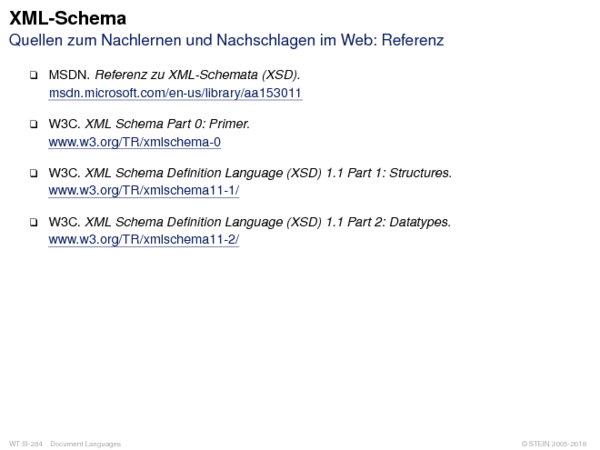 XML-Schema
Quellen zum Nachlernen und Nachschlagen im Web: Referenz
❑ MSDN. Referenz zu XML-Schemata (XSD).
msdn.microsoft.com/en-us/library/aa153011
❑ W3C. XML Schema Part 0: Primer.
www.w3.org/TR/xmlschema-0
❑ W3C. XML Schema Definition Language (XSD) 1.1 Part 1: Structures.
www.w3.org/TR/xmlschema11-1/
❑ W3C. XML Schema Definition Language (XSD) 1.1 Part 2: Datatypes.
www.w3.org/TR/xmlschema11-2/
WT:III-284 Document Languages © STEIN 2005-2018